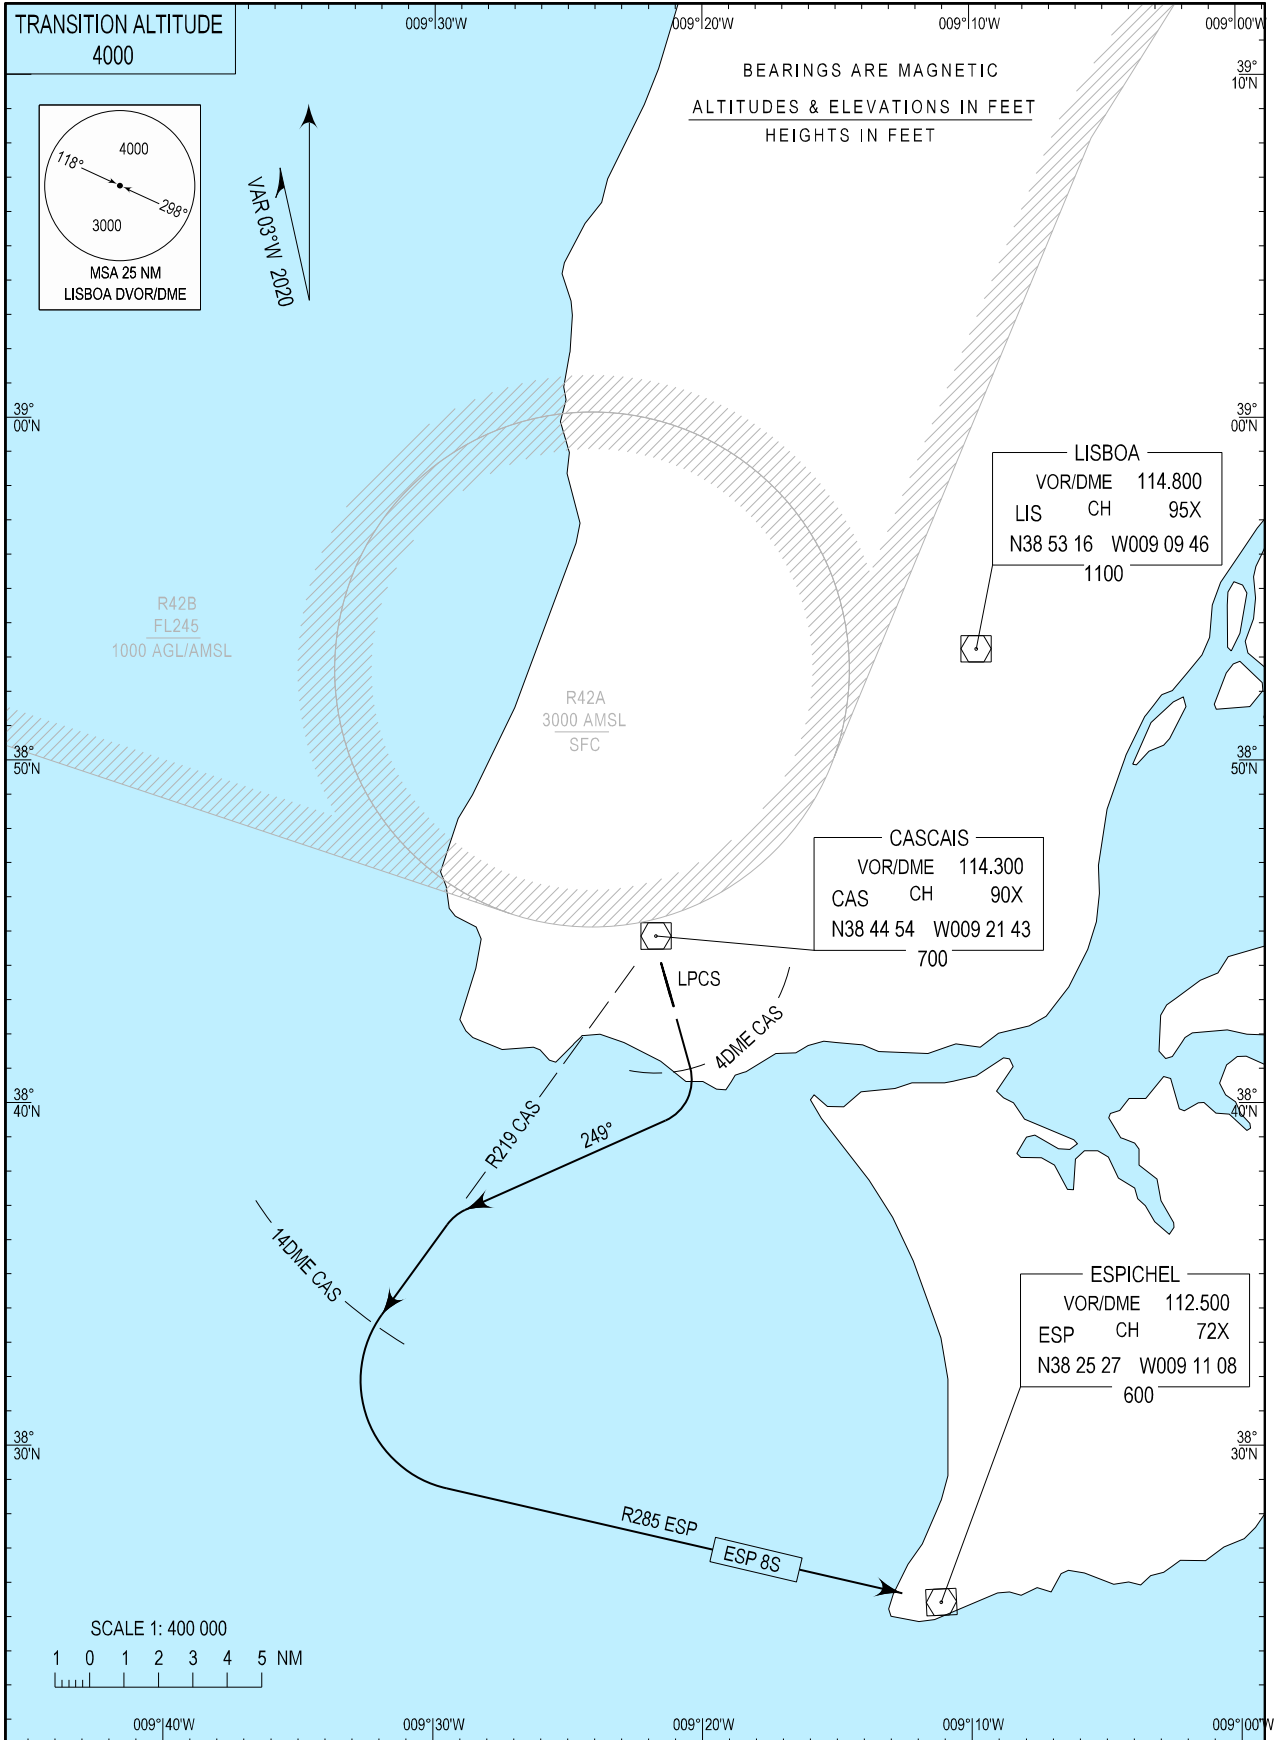 TRANSITION ALTITUDE
4000
009°30'W
009°20'W
009°10'W
009°00'W
BEARINGS ARE MAGNETIC
ALTITUDES & ELEVATIONS IN FEET
HEIGHTS IN FEET
39°
10'N
118°
4000
298°
3000
MSA 25 NM
LISBOA DVOR/DME
VAR 03°W 2020
39°
00'N
39°
00'N
LISBOA
VOR/DME 114.800
LIS CH 95X
N38 53 16 W009 09 46
1100
R42B
FL245
1000 AGL/AMSL
R42A
3000 AMSL
SFC
38°
50'N
38°
50'N
CASCAIS
VOR/DME 114.300
CAS CH 90X
N38 44 54 W009 21 43
700
LPCS
4DME CAS
38°
40'N
38°
40'N
R219 CAS
249°
14DME CAS
ESPICHEL
VOR/DME 112.500
ESP CH 72X
N38 25 27 W009 11 08
600
38°
30'N
38°
30'N
R285 ESP
ESP 8S
SCALE 1: 400 000
1 0 1 2 3 4 5 NM
009°40'W
009°30'W
009°20'W
009°10'W
009°00'W